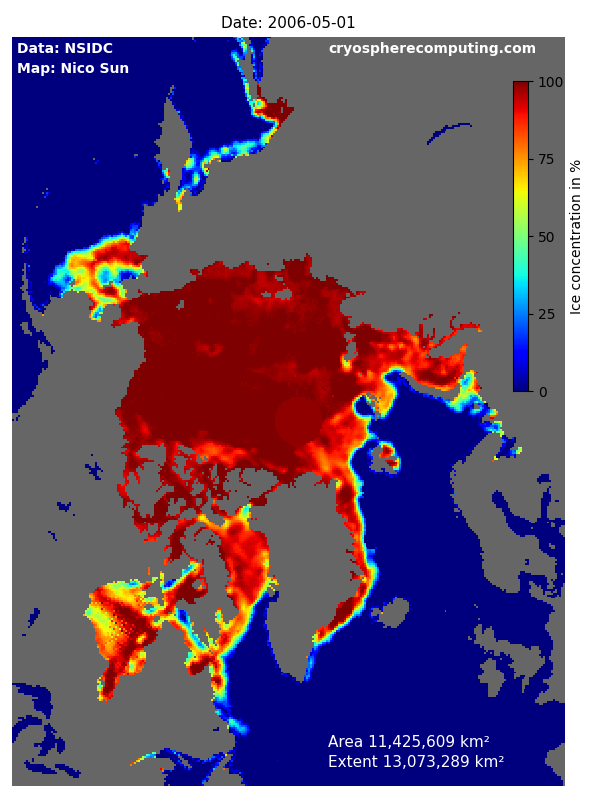 Date: 2006-05-01
Data: NSIDC
Map: Nico Sun
cryospherecomputing.com
100
75
50
25
0
Ice concentration in %
Area 11,425,609 km²
Extent 13,073,289 km²